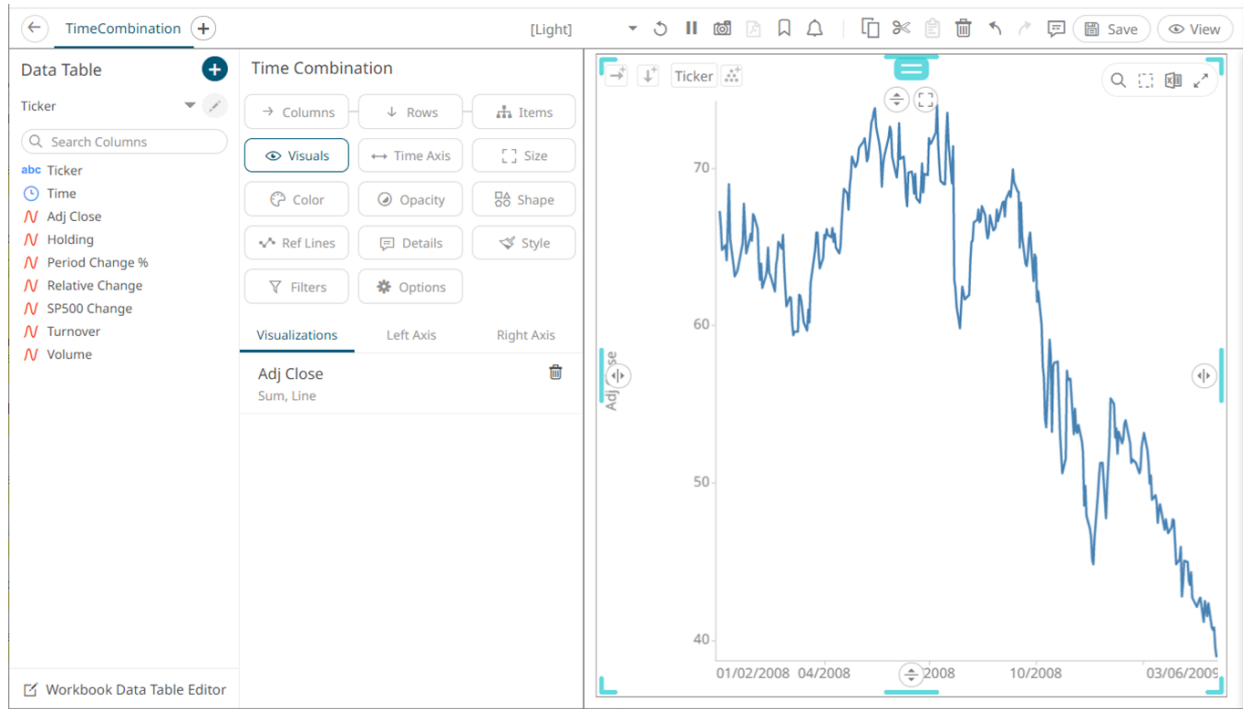 TimeCombination
[Light]
Save
View
Data Table
Ticker
Search Columns
abc Ticker
Time
Adj Close
Holding
Period Change %
Relative Change
SP500 Change
Turnover
Volume
Workbook Data Table Editor
Time Combination
Columns
Rows
Items
Visuals
Time Axis
Size
Color
Opacity
Shape
Ref Lines
Details
Style
Filters
Options
Visualizations
Left Axis
Right Axis
Adj Close
Sum, Line
Ticker
70
60
50
40
01/02/2008 04/2008 2008 10/2008 03/06/2009